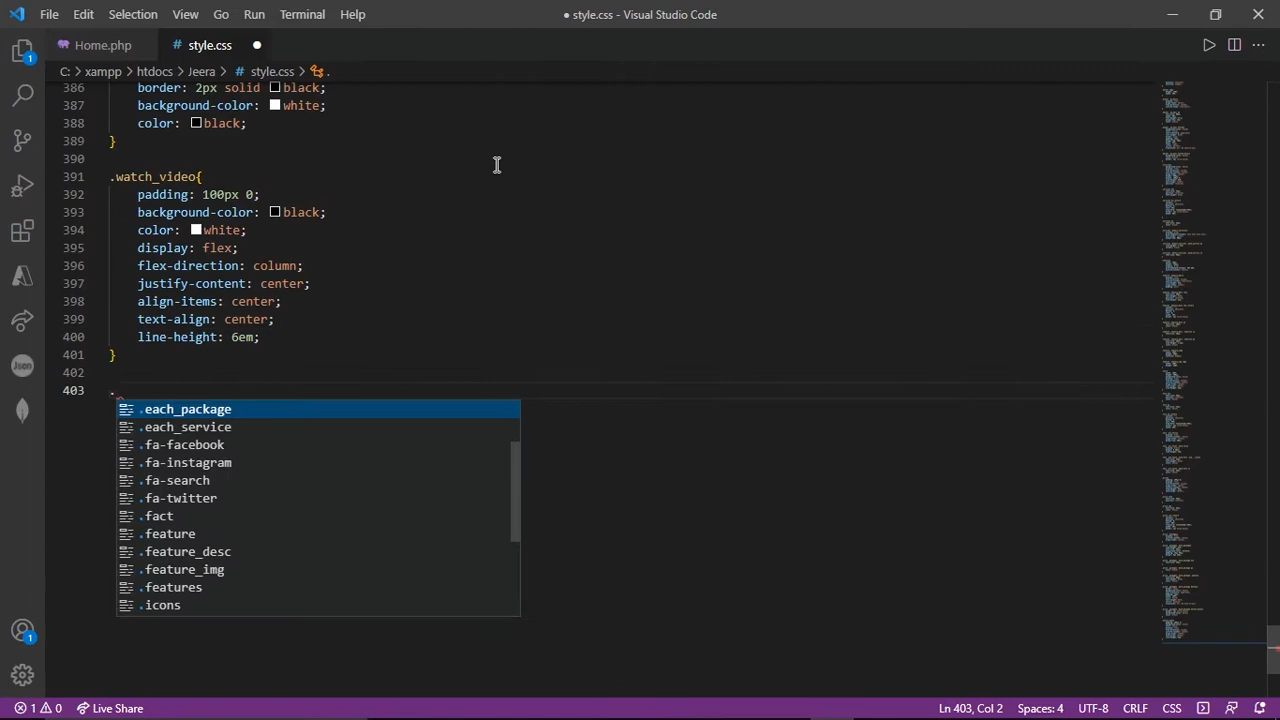 File Edit Selection View Go Run Terminal Help
● style.css - Visual Studio Code
Home.php
# style.css
C: > xampp > htdocs > Jeera > # style.css > .
386 border: 2px solid black;
387 background-color: white;
388 color: black;
389 }
390
391 .watch_video{
392 padding: 100px 0;
393 background-color: black;
394 color: white;
395 display: flex;
396 flex-direction: column;
397 justify-content: center;
398 align-items: center;
399 text-align: center;
400 line-height: 6em;
401 }
402
403 .
.each_package
.each_service
.fa-facebook
.fa-instagram
.fa-search
.fa-twitter
.fact
.feature
.feature_desc
.feature_img
.features
.icons
1
Json
1
1 0 Live Share
Ln 403, Col 2 Spaces: 4 UTF-8 CRLF CSS